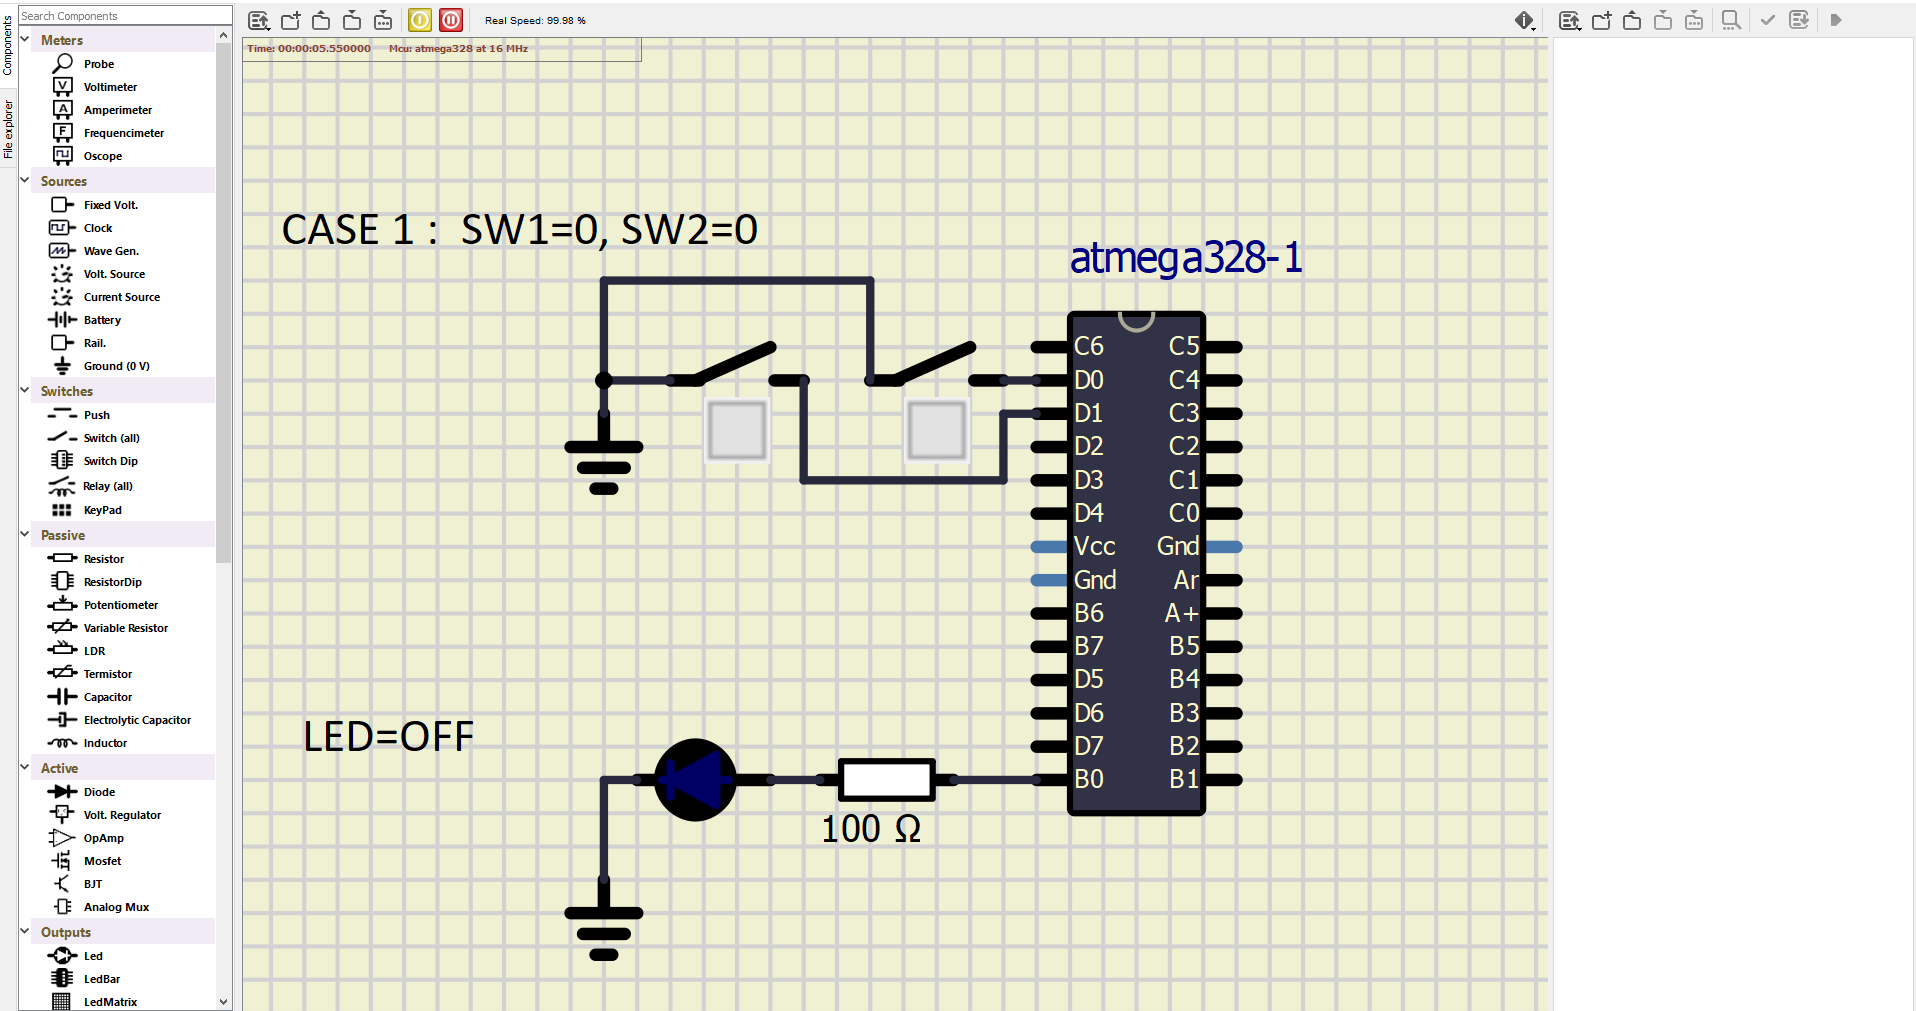 Components
File explorer
Search Components
Meters
Probe
Voltimeter
Amperimeter
Frequencimeter
Oscope
Sources
Fixed Volt.
Clock
Wave Gen.
Volt. Source
Current Source
Battery
Rail.
Ground (0 V)
Switches
Push
Switch (all)
Switch Dip
Relay (all)
KeyPad
Passive
Resistor
ResistorDip
Potentiometer
Variable Resistor
LDR
Termistor
Capacitor
Electrolytic Capacitor
Inductor
Active
Diode
Volt. Regulator
OpAmp
Mosfet
BJT
Analog Mux
Outputs
Led
LedBar
LedMatrix
Real Speed: 99.98 %
Time: 00:00:05.550000 Mcu: atmega328 at 16 MHz
CASE 1 : SW1=0, SW2=0
atmega328-1
C6 C5
D0 C4
D1 C3
D2 C2
D3 C1
D4 C0
Vcc Gnd
Gnd Ar
B6 A+
B7 B5
D5 B4
D6 B3
D7 B2
B0 B1
LED=OFF
100 Ω